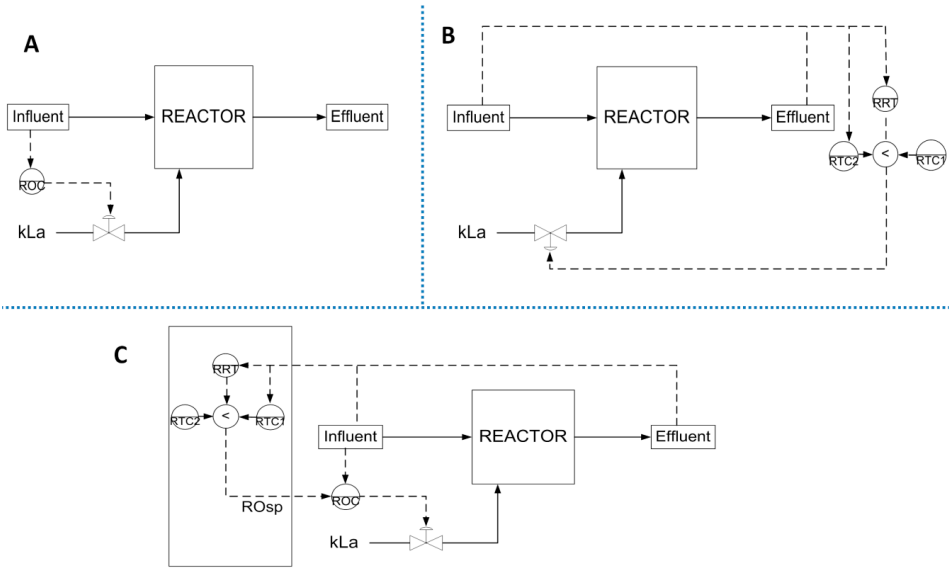 A
Influent
REACTOR
Effluent
ROC
kLa
B
Influent
REACTOR
Effluent
RRT
RTC2
<
RTC1
kLa
C
RRT
RTC2
<
RTC1
Influent
REACTOR
Effluent
ROsp
ROC
kLa